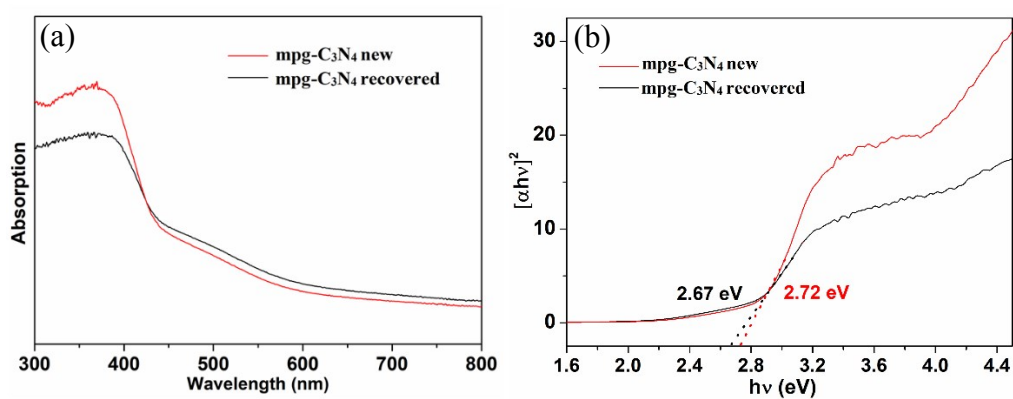 (a)
mpg-C₃N₄ new
mpg-C₃N₄ recovered
Absorption
300 400 500 600 700 800
Wavelength (nm)
(b)
30
20
10
0
mpg-C₃N₄ new
mpg-C₃N₄ recovered
[αhν]²
2.67 eV 2.72 eV
1.6 2.0 2.4 2.8 3.2 3.6 4.0 4.4
hν (eV)